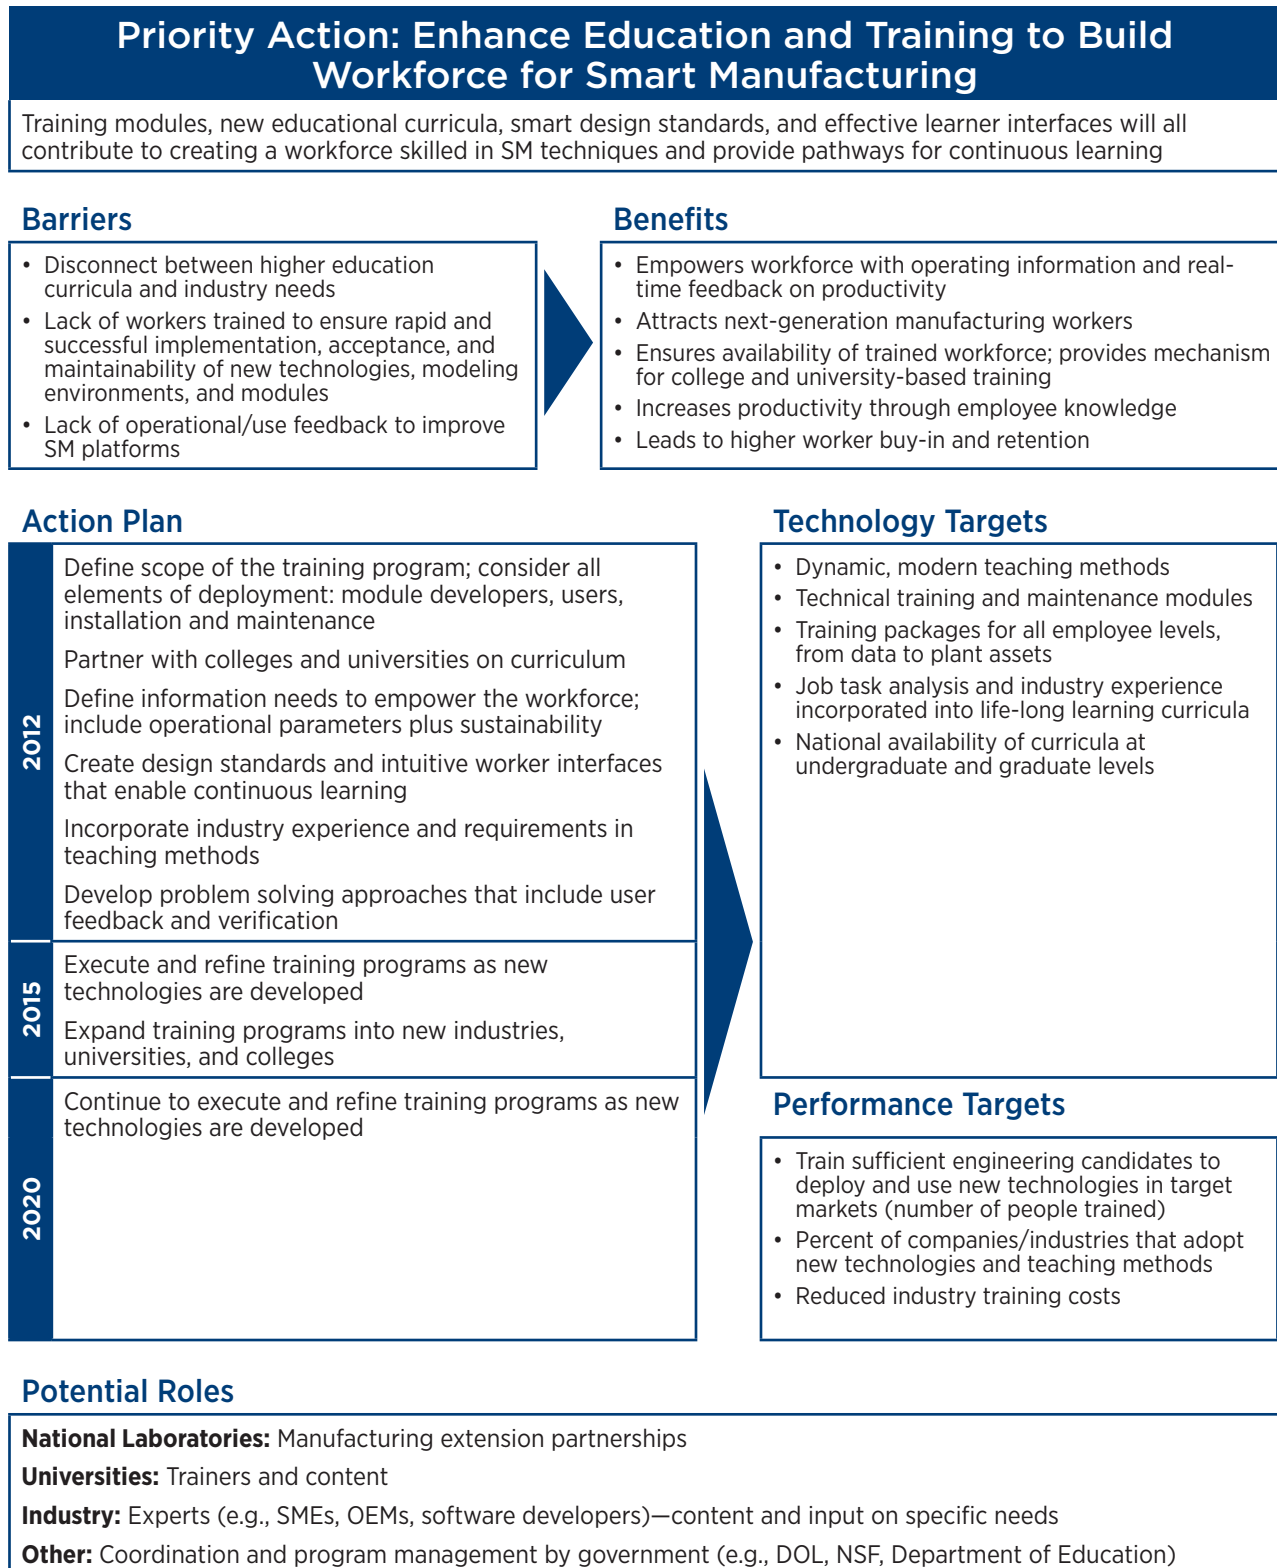 Priority Action: Enhance Education and Training to Build
Workforce for Smart Manufacturing
Training modules, new educational curricula, smart design standards, and effective learner interfaces will all
contribute to creating a workforce skilled in SM techniques and provide pathways for continuous learning
Barriers
• Disconnect between higher education
curricula and industry needs
• Lack of workers trained to ensure rapid and
successful implementation, acceptance, and
maintainability of new technologies, modeling
environments, and modules
• Lack of operational/use feedback to improve
SM platforms
Benefits
• Empowers workforce with operating information and real-
time feedback on productivity
• Attracts next-generation manufacturing workers
• Ensures availability of trained workforce; provides mechanism
for college and university-based training
• Increases productivity through employee knowledge
• Leads to higher worker buy-in and retention
Action Plan
2012
Define scope of the training program; consider all
elements of deployment: module developers, users,
installation and maintenance
Partner with colleges and universities on curriculum
Define information needs to empower the workforce;
include operational parameters plus sustainability
Create design standards and intuitive worker interfaces
that enable continuous learning
Incorporate industry experience and requirements in
teaching methods
Develop problem solving approaches that include user
feedback and verification
2015
Execute and refine training programs as new
technologies are developed
Expand training programs into new industries,
universities, and colleges
2020
Continue to execute and refine training programs as new
technologies are developed
Technology Targets
• Dynamic, modern teaching methods
• Technical training and maintenance modules
• Training packages for all employee levels,
from data to plant assets
• Job task analysis and industry experience
incorporated into life-long learning curricula
• National availability of curricula at
undergraduate and graduate levels
Performance Targets
• Train sufficient engineering candidates to
deploy and use new technologies in target
markets (number of people trained)
• Percent of companies/industries that adopt
new technologies and teaching methods
• Reduced industry training costs
Potential Roles
National Laboratories: Manufacturing extension partnerships
Universities: Trainers and content
Industry: Experts (e.g., SMEs, OEMs, software developers)—content and input on specific needs
Other: Coordination and program management by government (e.g., DOL, NSF, Department of Education)